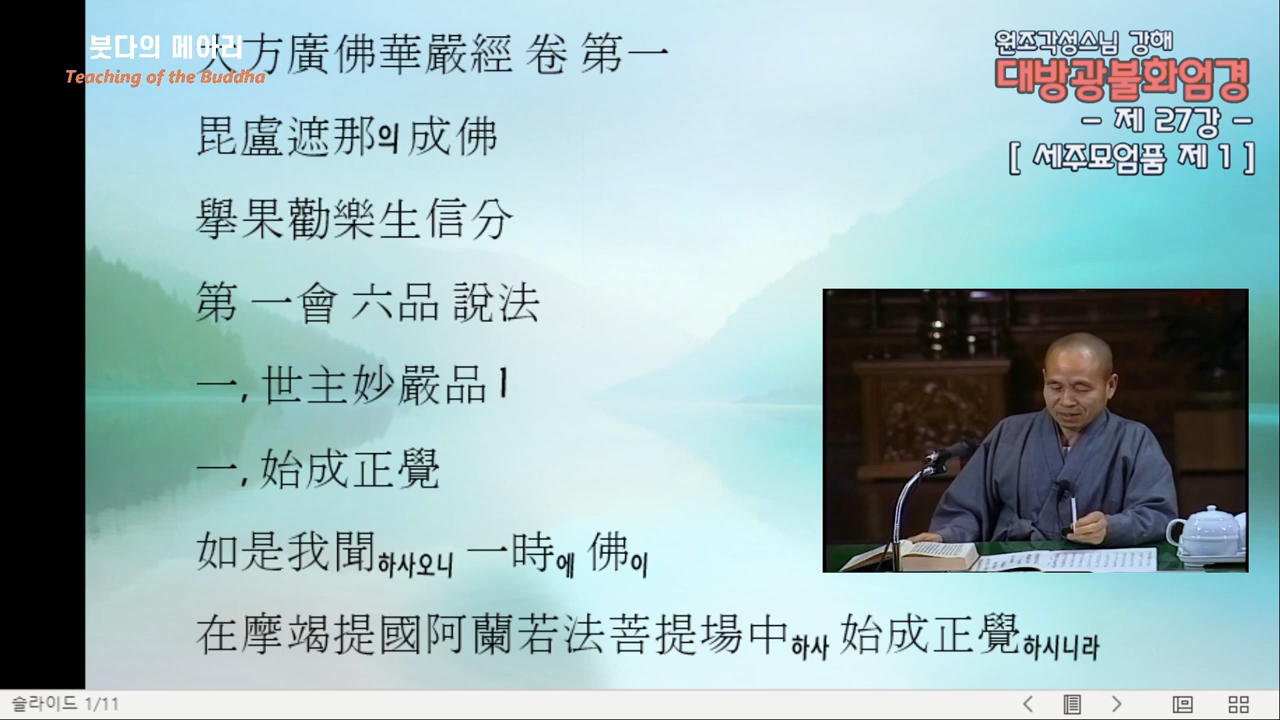 붓다의 메아리
Teaching of the Buddha
원조각성스님 강해
대방광불화엄경
- 제 27강 -
[ 세주묘엄품 제 1 ]
大方廣佛華嚴經 卷 第一
毘盧遮那의 成佛
擧果勸樂生信分
第 一會 六品 說法
一, 世主妙嚴品 1
一, 始成正覺
如是我聞하사오니 一時에 佛이
在摩竭提國阿蘭若法菩提場中하사 始成正覺하시니라
슬라이드 1/11